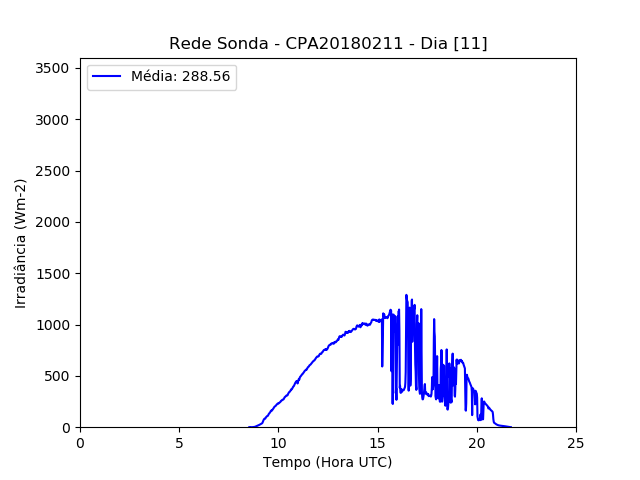 Rede Sonda - CPA20180211 - Dia [11]
Média: 288.56
3500
3000
2500
2000
1500
1000
500
0
Irradiância (Wm-2)
0 5 10 15 20 25
Tempo (Hora UTC)